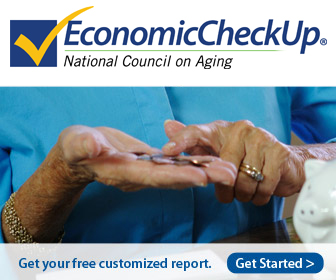 EconomicCheckUp®
National Council on Aging
Get your free customized report.
Get Started >